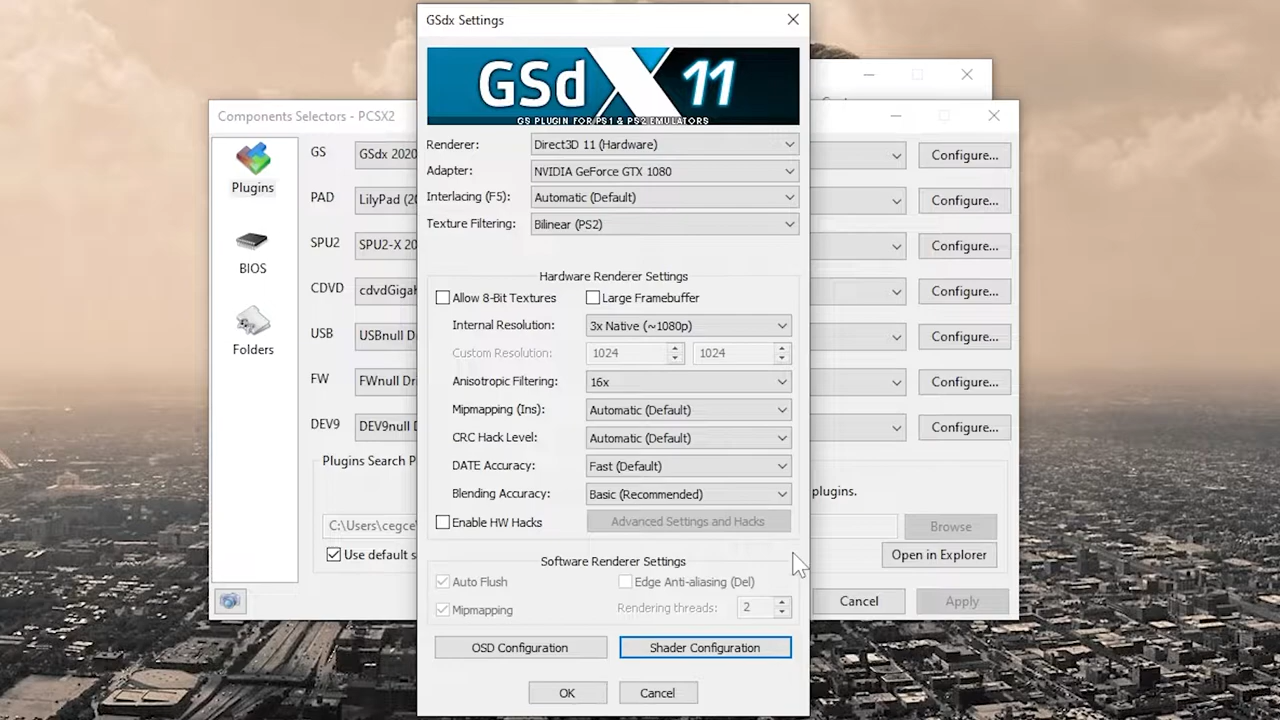 GSdx Settings
GSdX11
GS PLUGIN FOR PS1 & PS2 EMULATORS
Renderer: Direct3D 11 (Hardware)
Adapter: NVIDIA GeForce GTX 1080
Interlacing (F5): Automatic (Default)
Texture Filtering: Bilinear (PS2)
Hardware Renderer Settings
Allow 8-Bit Textures Large Framebuffer
Internal Resolution: 3x Native (~1080p)
Custom Resolution: 1024 1024
Anisotropic Filtering: 16x
Mipmapping (Ins): Automatic (Default)
CRC Hack Level: Automatic (Default)
DATE Accuracy: Fast (Default)
Blending Accuracy: Basic (Recommended)
Enable HW Hacks Advanced Settings and Hacks
Software Renderer Settings
Auto Flush Edge Anti-aliasing (Del)
Mipmapping Rendering threads: 2
OSD Configuration Shader Configuration
OK Cancel
Components Selectors - PCSX2
Plugins
BIOS
Folders
GS GSdx 2020 Configure...
PAD LilyPad (20 Configure...
SPU2 SPU2-X 20 Configure...
CDVD cdvdGiga Configure...
USB USBnull D Configure...
FW FWnull Dr Configure...
DEV9 DEV9null D Configure...
Plugins Search P
plugins.
C:\Users\cegce Browse
Use default s Open in Explorer
Cancel Apply